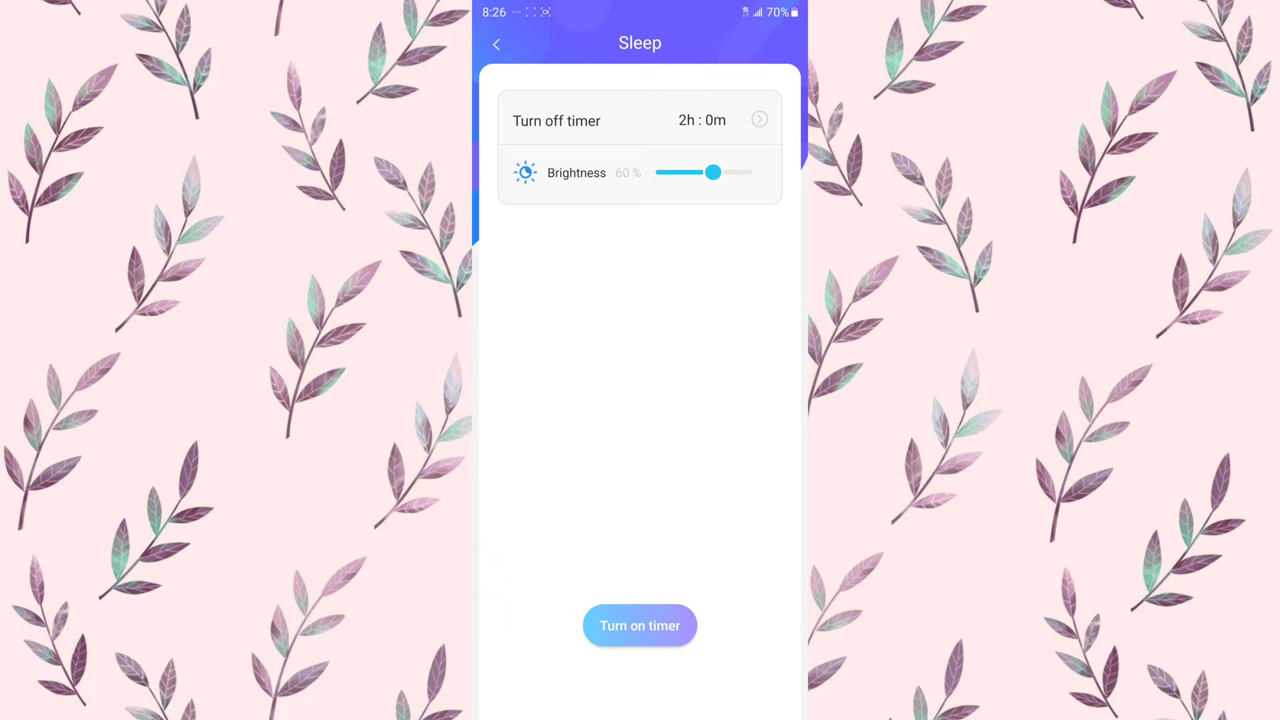 8:26 70%
Sleep
Turn off timer 2h : 0m
Brightness 60 %
Turn on timer